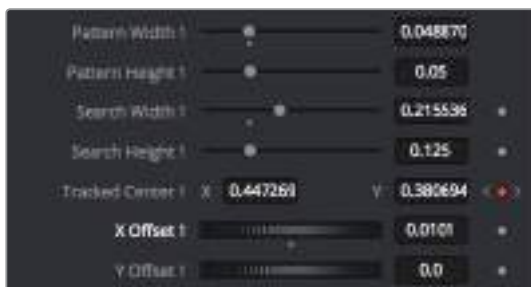 Pattern Width 1 0.048870
Pattern Height 1 0.05
Search Width 1 0.215536
Search Height 1 0.125
Tracked Center 1 X 0.447269 Y 0.380694
X Offset 1 0.0101
Y Offset 1 0.0